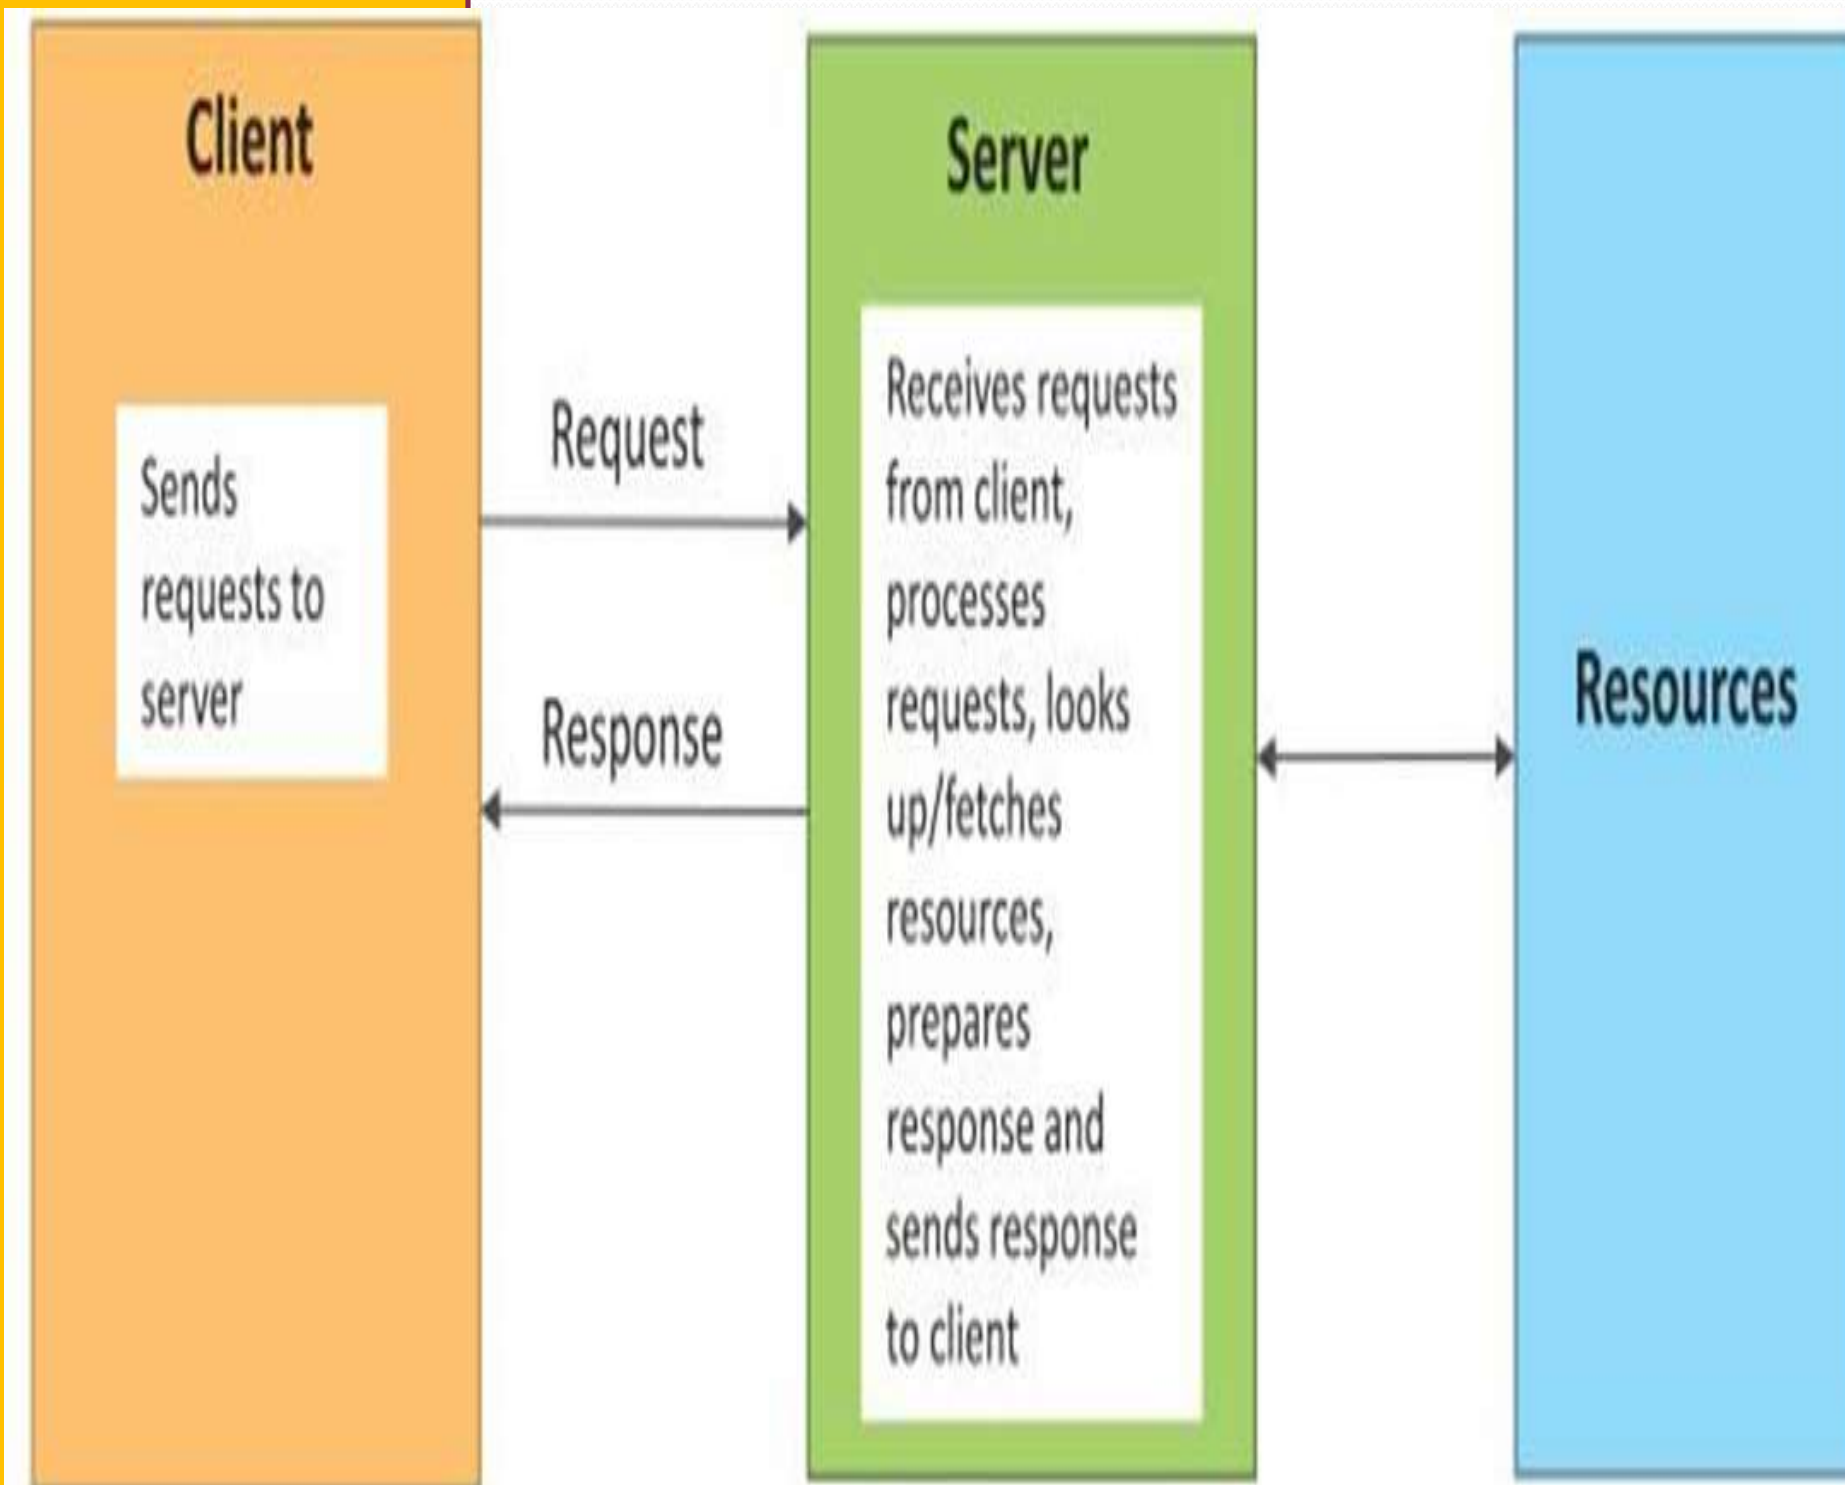 Client
Sends
requests to
server
Request
Response
Server
Receives requests
from client,
processes
requests, looks
up/fetches
resources,
prepares
response and
sends response
to client
Resources